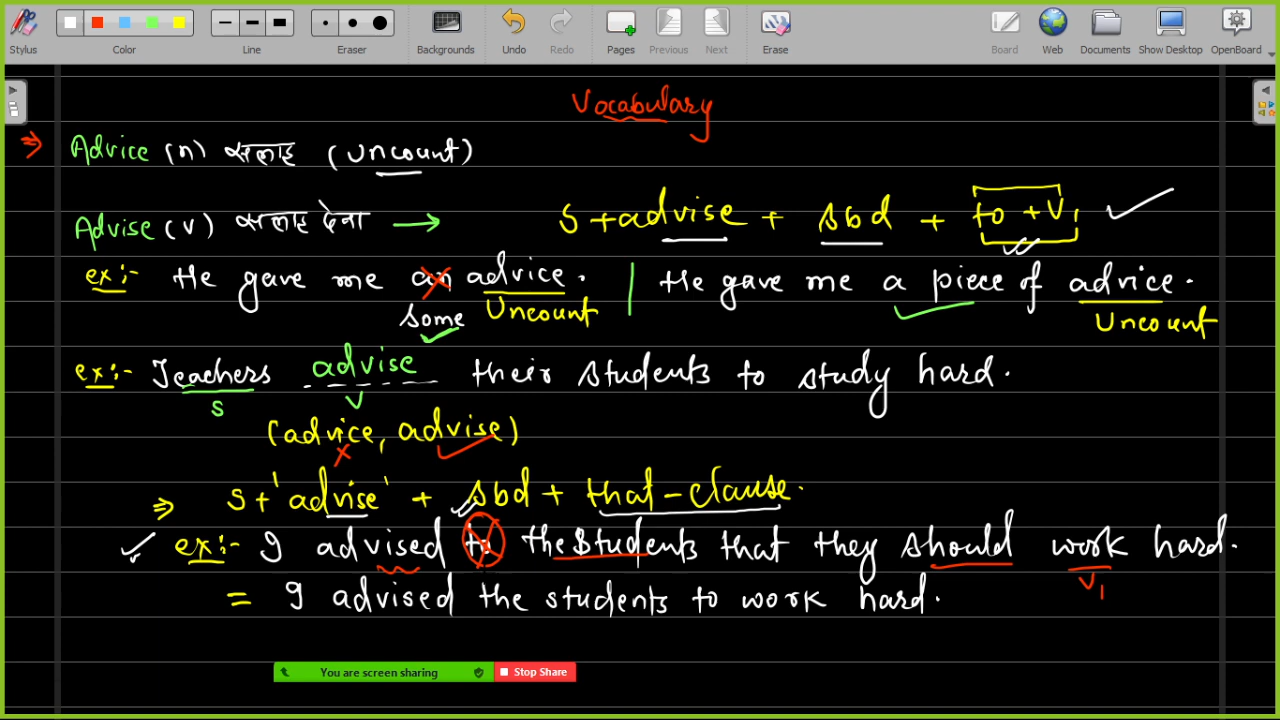 Stylus Color Line Eraser Backgrounds Undo Redo Pages Previous Next Erase Board Web Documents Show Desktop OpenBoard
Vocabulary
⇒ Advice (n) सलाह (Uncount)
Advise (v) सलाह देना → S + advise + sbd + to + V1 ✓
ex:- He gave me an advice. | He gave me a piece of advice.
some Uncount Uncount
ex:- Teachers advise their students to study hard.
S V
(advice, advise)
⇒ S + 'advise' + sbd + that-clause.
ex:- I advised to the students that they should work hard.
V1
= I advised the students to work hard.
You are screen sharing Stop Share